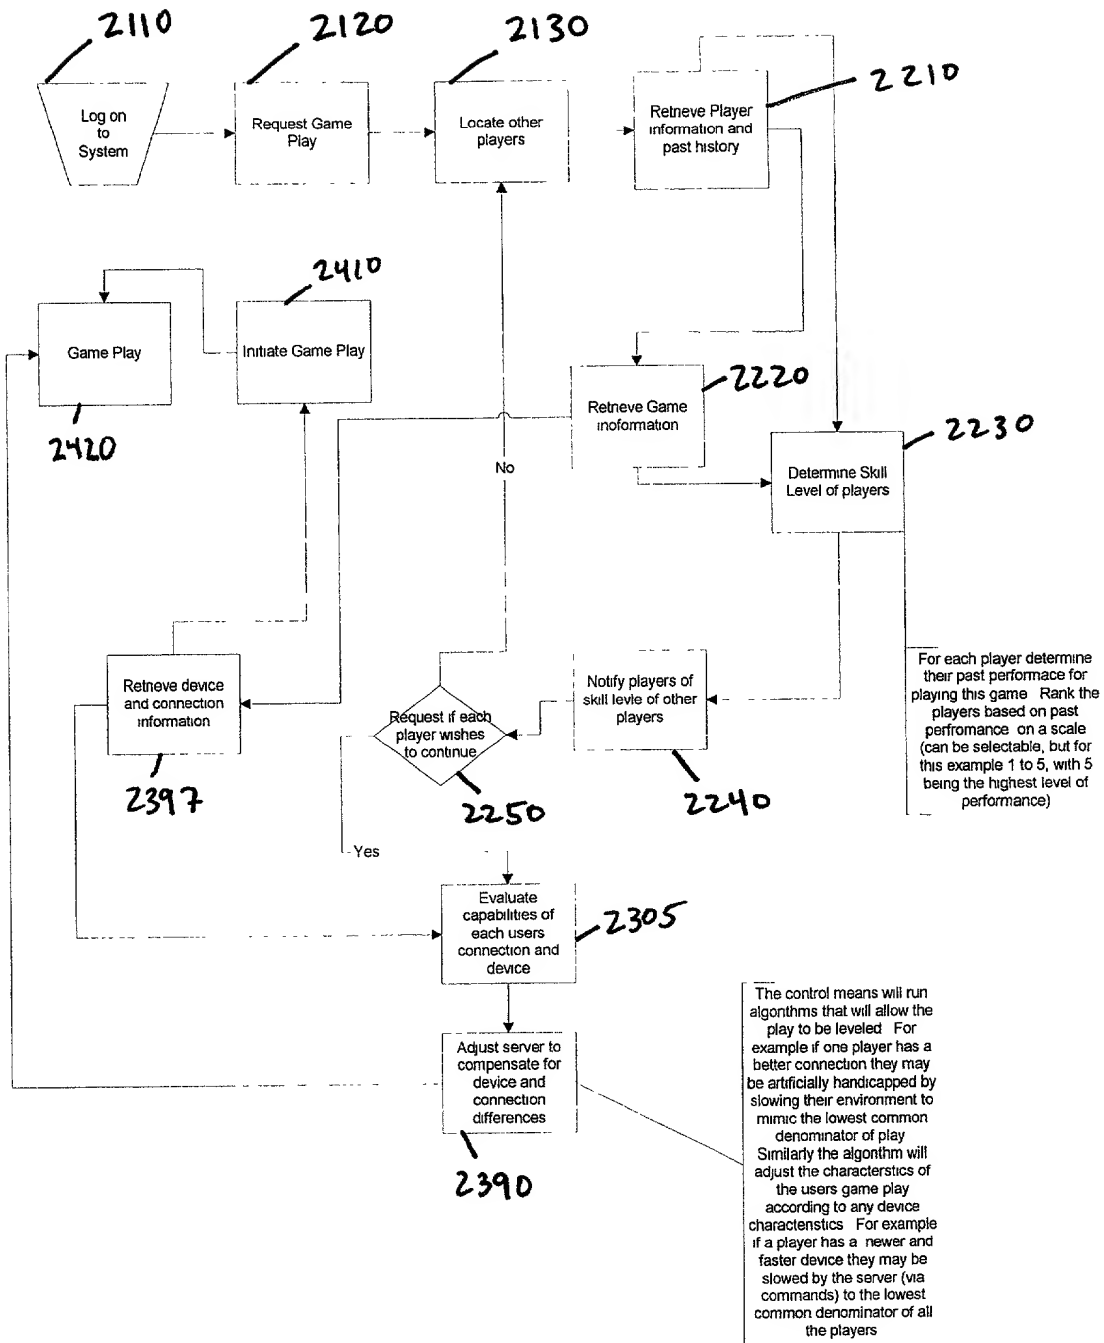 2110
2120
2130
2210
Log on
to
System
Request Game
Play
Locate other
players
Retrieve Player
information and
past history
2410
Game Play
Initiate Game Play
2420
2220
Retrieve Game
inoformation
2230
Determine Skill
Level of players
No
Retrieve device
and connection
information
2397
Request if each
player wishes
to continue
2250
Notify players of
skill levle of other
players
2240
For each player determine
their past performace for
playing this game Rank the
players based on past
perfromance on a scale
(can be selectable, but for
this example 1 to 5, with 5
being the highest level of
performance)
Yes
Evaluate
capabilities of
each users
connection and
device
2305
Adjust server to
compensate for
device and
connection
differences
2390
The control means will run
algorithms that will allow the
play to be leveled For
example if one player has a
better connection they may
be artificially handicapped by
slowing their environment to
mimic the lowest common
denominator of play
Similarly the algorithm will
adjust the characterstics of
the users game play
according to any device
characteristics For example
if a player has a newer and
faster device they may be
slowed by the server (via
commands) to the lowest
common denominator of all
the players